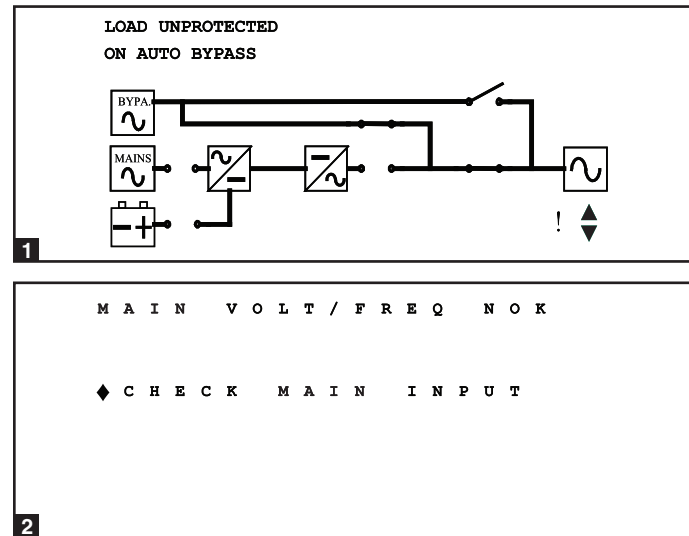 LOAD UNPROTECTED
ON AUTO BYPASS
BYPA.
MAINS
!
1
MAIN VOLT/FREQ NOK
CHECK MAIN INPUT
2